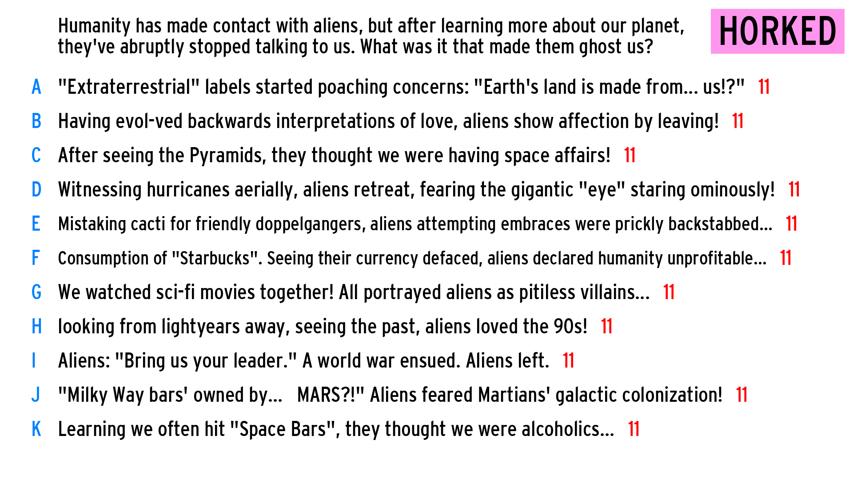 Humanity has made contact with aliens, but after learning more about our planet,
they've abruptly stopped talking to us. What was it that made them ghost us?
HORKED
A "Extraterrestrial" labels started poaching concerns: "Earth's land is made from... us!?" 11
B Having evol-ved backwards interpretations of love, aliens show affection by leaving! 11
C After seeing the Pyramids, they thought we were having space affairs! 11
D Witnessing hurricanes aerially, aliens retreat, fearing the gigantic "eye" staring ominously! 11
E Mistaking cacti for friendly doppelgangers, aliens attempting embraces were prickly backstabbed... 11
F Consumption of "Starbucks". Seeing their currency defaced, aliens declared humanity unprofitable... 11
G We watched sci-fi movies together! All portrayed aliens as pitiless villains... 11
H looking from lightyears away, seeing the past, aliens loved the 90s! 11
I Aliens: "Bring us your leader." A world war ensued. Aliens left. 11
J "Milky Way bars' owned by... MARS?!" Aliens feared Martians' galactic colonization! 11
K Learning we often hit "Space Bars", they thought we were alcoholics... 11